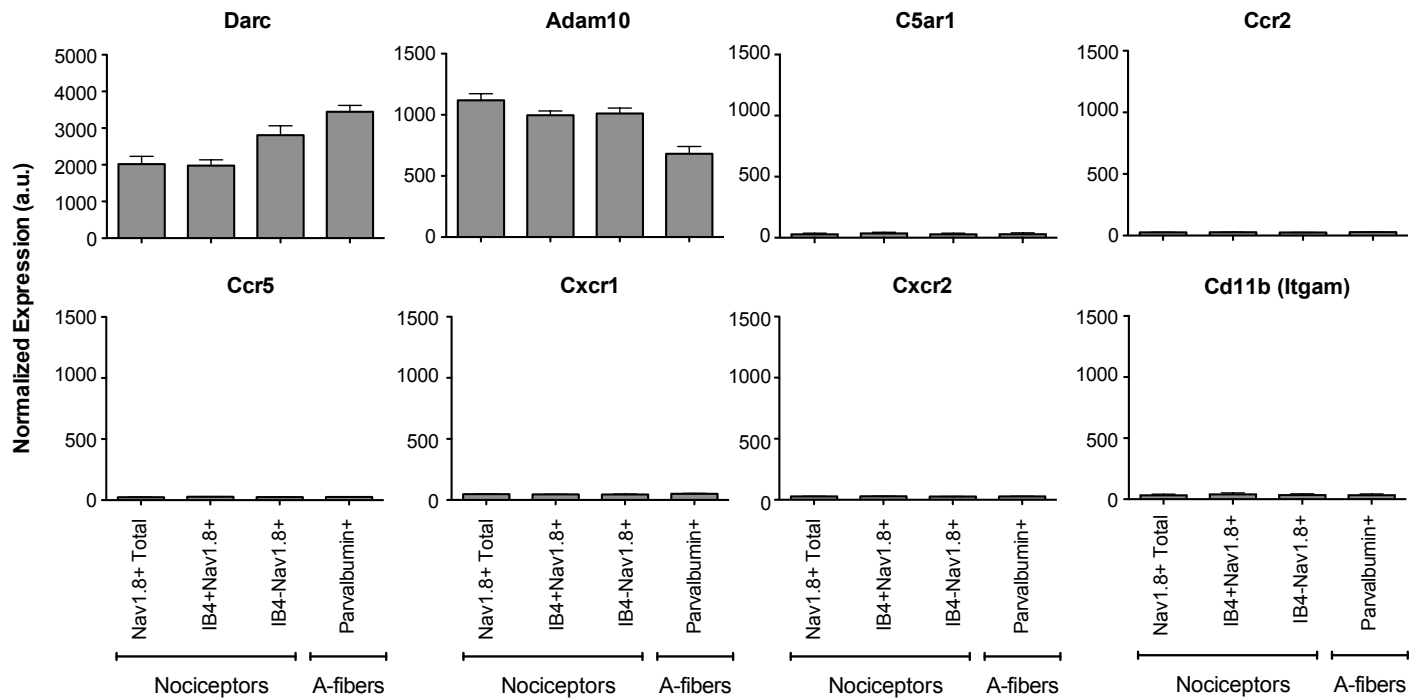 Darc
Adam10
C5ar1
Ccr2
Normalized Expression (a.u.)
5000
4000
3000
2000
1000
0
1500
1000
500
0
1500
1000
500
0
1500
1000
500
0
Ccr5
Cxcr1
Cxcr2
Cd11b (Itgam)
1500
1000
500
0
1500
1000
500
0
1500
1000
500
0
1500
1000
500
0
Nav1.8+ Total
IB4+Nav1.8+
IB4-Nav1.8+
Parvalbumin+
Nav1.8+ Total
IB4+Nav1.8+
IB4-Nav1.8+
Parvalbumin+
Nav1.8+ Total
IB4+Nav1.8+
IB4-Nav1.8+
Parvalbumin+
Nav1.8+ Total
IB4+Nav1.8+
IB4-Nav1.8+
Parvalbumin+
Nociceptors A-fibers
Nociceptors A-fibers
Nociceptors A-fibers
Nociceptors A-fibers